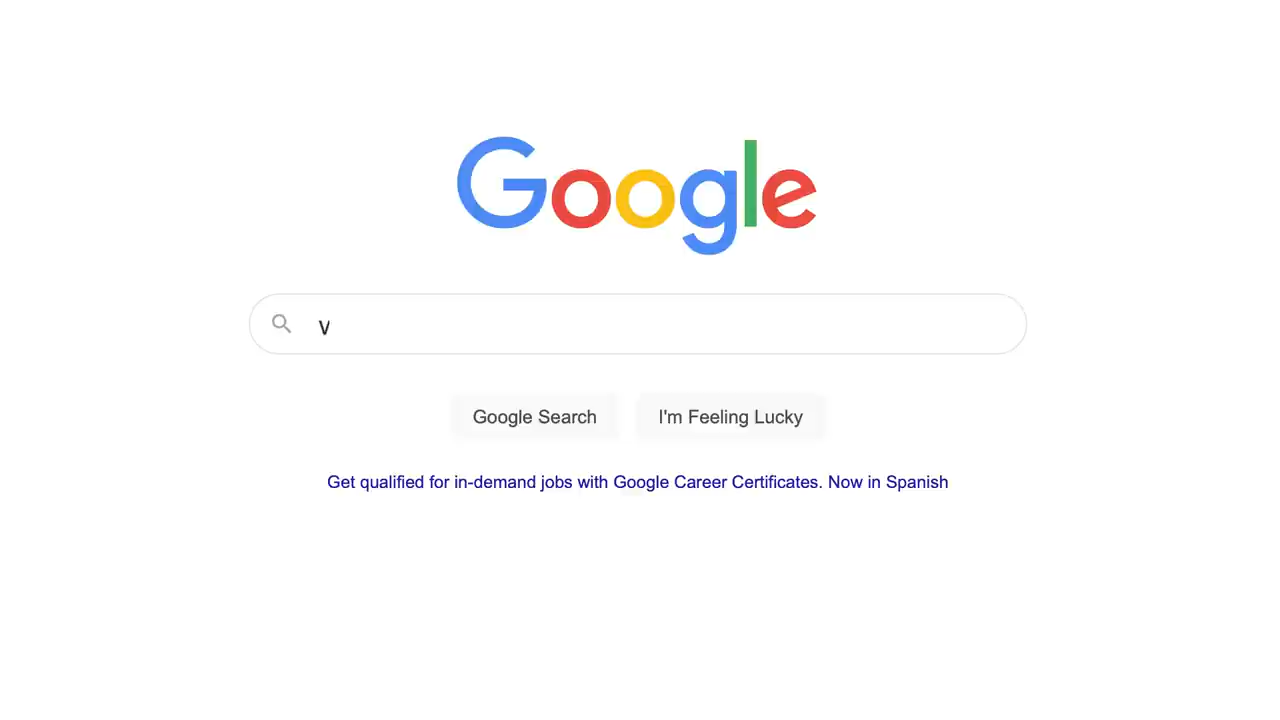 Google
V
Google Search
I'm Feeling Lucky
Get qualified for in-demand jobs with Google Career Certificates. Now in Spanish